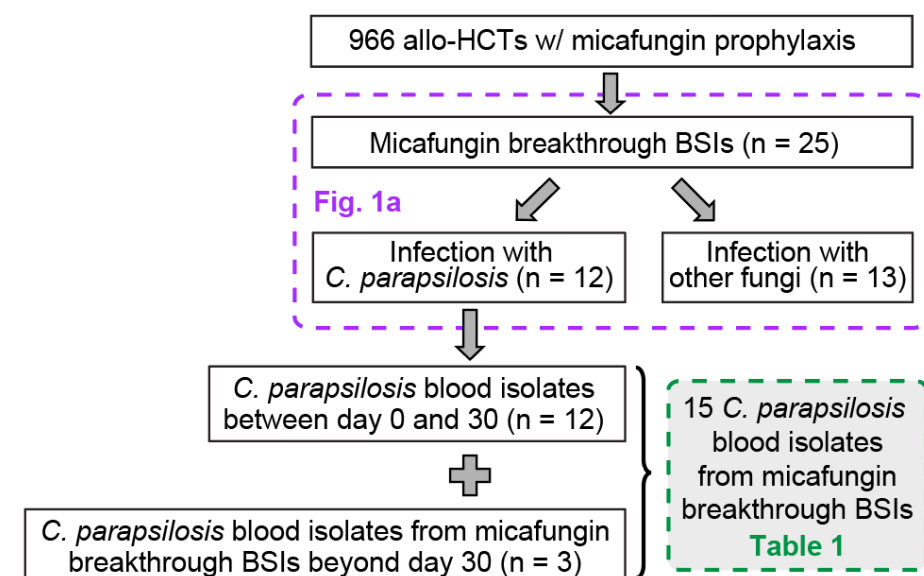 966 allo-HCTs w/ micafungin prophylaxis
Micafungin breakthrough BSIs (n = 25)
Fig. 1a
Infection with
C. parapsilosis (n = 12)
Infection with
other fungi (n = 13)
C. parapsilosis blood isolates
between day 0 and 30 (n = 12)
C. parapsilosis blood isolates from micafungin
breakthrough BSIs beyond day 30 (n = 3)
15 C. parapsilosis
blood isolates
from micafungin
breakthrough BSIs
Table 1